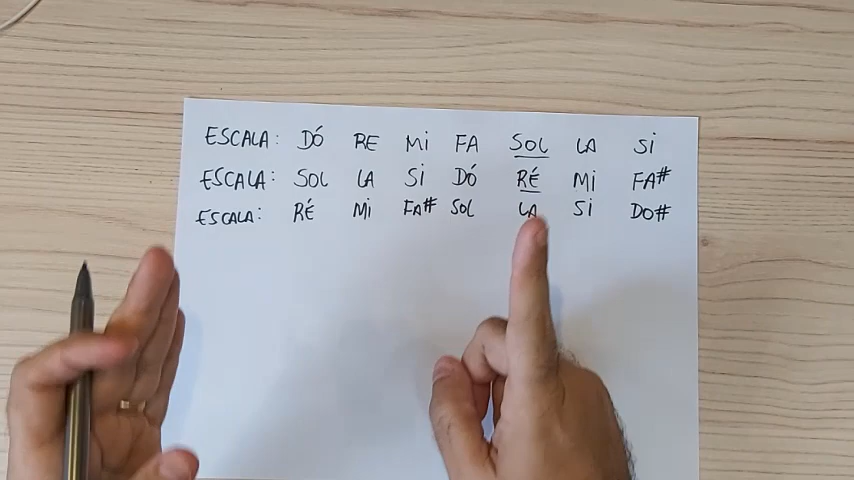 ESCALA: DÓ RE Mi FA SOL LA Si
ESCALA: SOL LA Si DÓ RÉ Mi FA#
ESCALA: RÉ Mi FA# SOL LA Si DO#